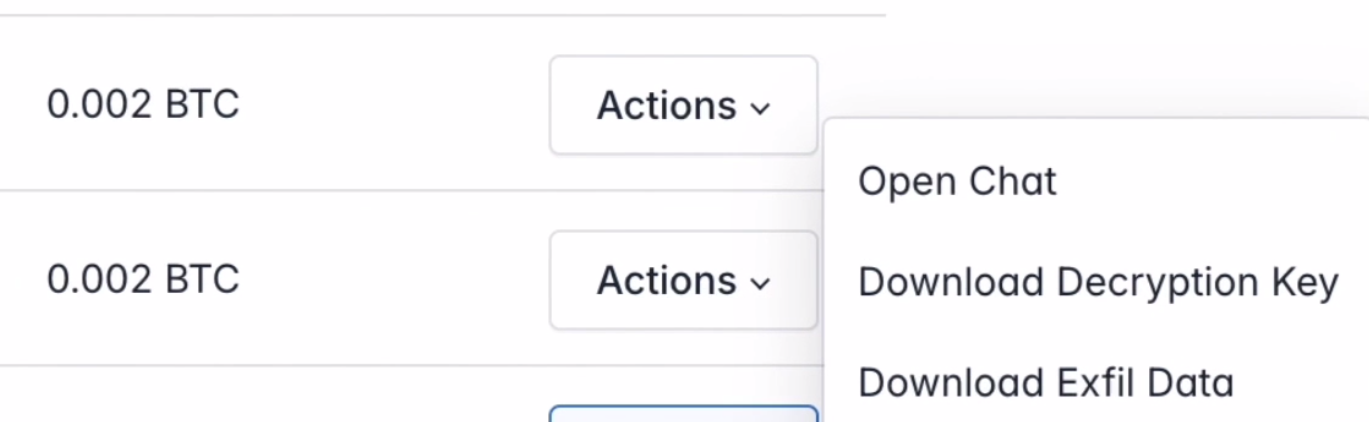 0.002 BTC
Actions
Open Chat
0.002 BTC
Actions
Download Decryption Key
Download Exfil Data